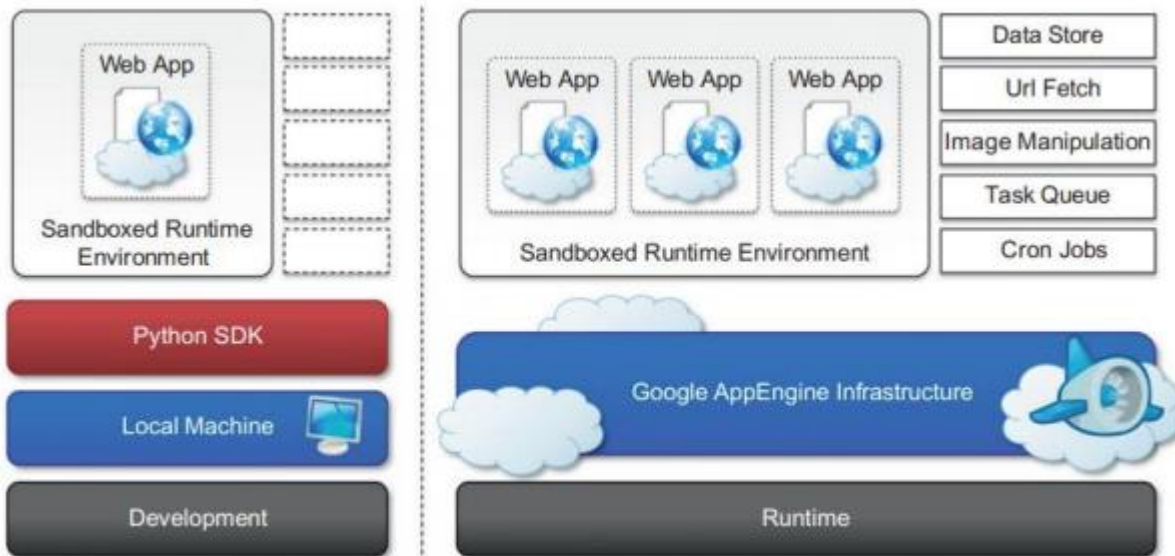 Web App
Sandboxed Runtime
Environment
Python SDK
Local Machine
Development
Web App
Web App
Web App
Sandboxed Runtime Environment
Data Store
Url Fetch
Image Manipulation
Task Queue
Cron Jobs
Google AppEngine Infrastructure
Runtime